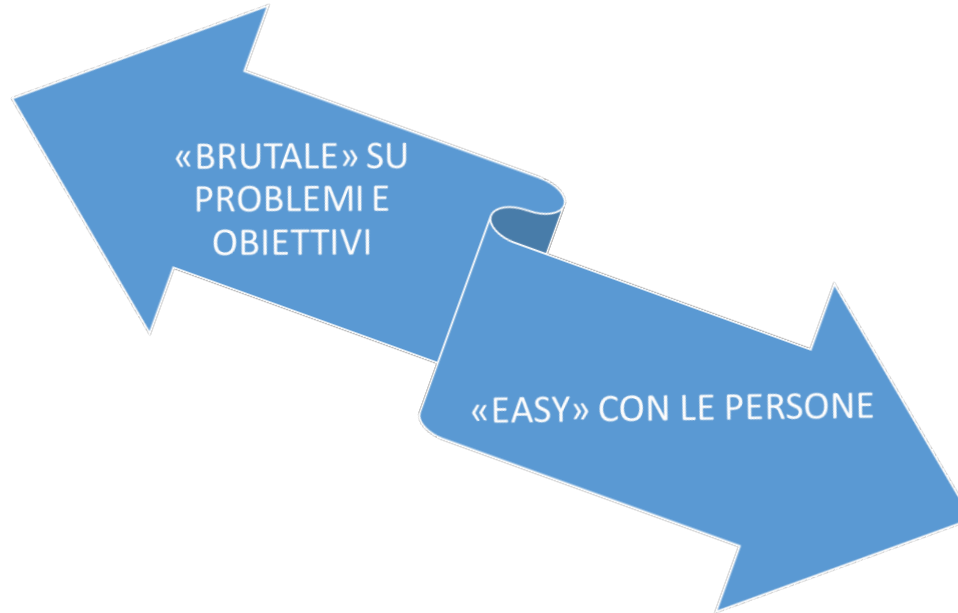 «BRUTALE» SU
PROBLEMI E
OBIETTIVI
«EASY» CON LE PERSONE